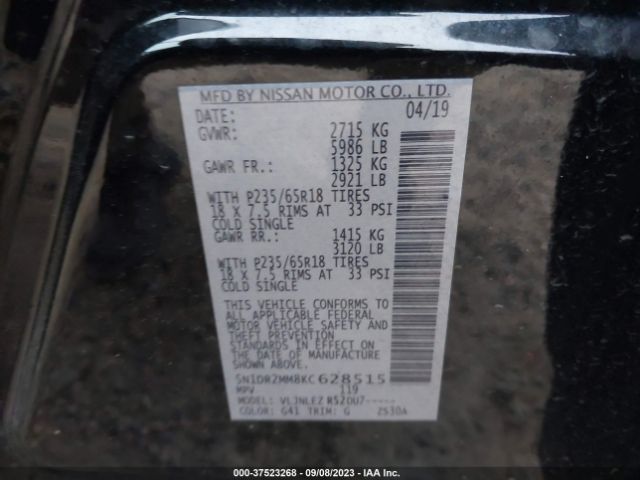 MFD BY NISSAN MOTOR CO., LTD.
DATE: 04/19
GVWR: 2715 KG
5986 LB
GAWR FR.: 1325 KG
2921 LB
WITH P235/65R18 TIRES
18 X 7.5 RIMS AT 33 PSI
COLD SINGLE
GAWR RR.: 1415 KG
3120 LB
WITH P235/65R18 TIRES
18 X 7.5 RIMS AT 33 PSI
COLD SINGLE
THIS VEHICLE CONFORMS TO
ALL APPLICABLE FEDERAL
MOTOR VEHICLE SAFETY AND
THEFT PREVENTION
STANDARDS IN EFFECT ON
THE DATE OF MANUFACTURE
SHOWN ABOVE.
5N1DR2MM8KC628515
MPV 119
MODEL: VLJNLEZ R52OU7-----
COLOR: G41 TRIM: G ZS30A
000-37523268 - 09/08/2023 - IAA Inc.